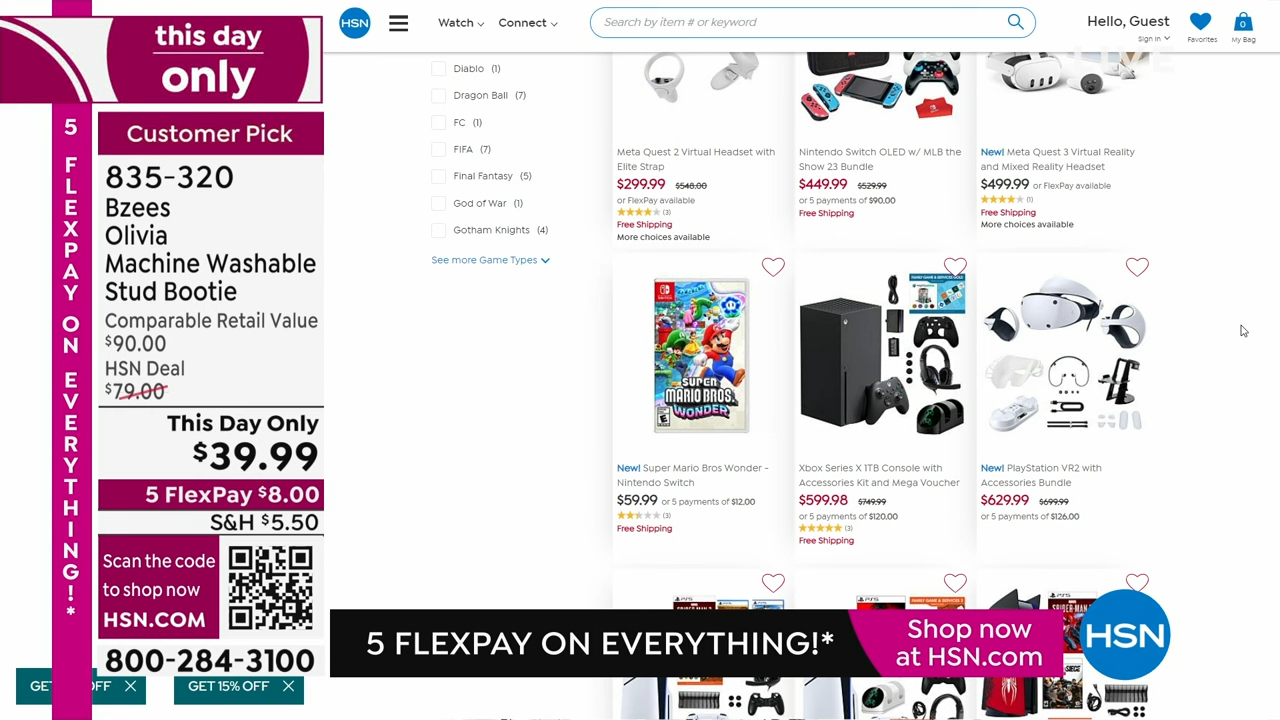 this day
only
5 FLEXPAY ON EVERYTHING!*
Customer Pick
835-320
Bzees
Olivia
Machine Washable
Stud Bootie
Comparable Retail Value
$90.00
HSN Deal
$79.00
This Day Only
$39.99
5 FlexPay $8.00
S&H $5.50
Scan the code
to shop now
HSN.COM
800-284-3100
GET
OFF
GET 15% OFF
HSN
Watch
Connect
Search by item # or keyword
Hello, Guest
Sign in
Favorites
0
My Bag
LIVE
Diablo (1)
Dragon Ball (7)
FC (1)
FIFA (7)
Final Fantasy (5)
God of War (1)
Gotham Knights (4)
See more Game Types
Meta Quest 2 Virtual Headset with
Elite Strap
$299.99 $548.00
or FlexPay available
(3)
Free Shipping
More choices available
Nintendo Switch OLED w/ MLB the
Show 23 Bundle
$449.99 $529.99
or 5 payments of $90.00
Free Shipping
New! Meta Quest 3 Virtual Reality
and Mixed Reality Headset
$499.99 or FlexPay available
(1)
Free Shipping
More choices available
SUPER
MARIO BROS.
WONDER
New! Super Mario Bros Wonder -
Nintendo Switch
$59.99 or 5 payments of $12.00
(3)
Free Shipping
Xbox Series X 1TB Console with
Accessories Kit and Mega Voucher
$599.98 $749.99
or 5 payments of $120.00
(3)
Free Shipping
New! PlayStation VR2 with
Accessories Bundle
$629.99 $699.99
or 5 payments of $126.00
5 FLEXPAY ON EVERYTHING!*
Shop now
at HSN.com
HSN